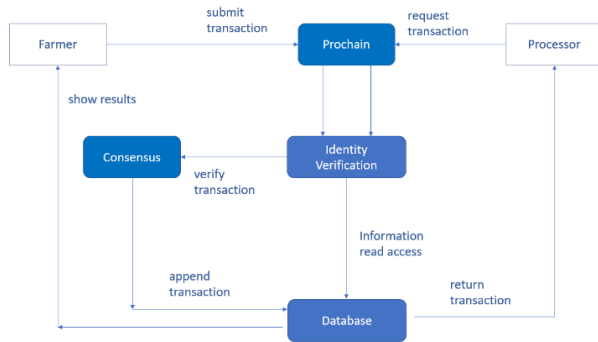 submit
transaction
request
transaction
Farmer
Prochain
Processor
show results
Consensus
Identity
Verification
verify
transaction
Information
read access
append
transaction
return
transaction
Database